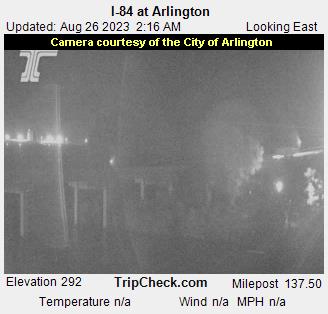 I-84 at Arlington
Updated: Aug 26 2023 2:16 AM Looking East
Camera courtesy of the City of Arlington
Elevation 292 TripCheck.com Milepost 137.50
Temperature n/a Wind n/a MPH n/a